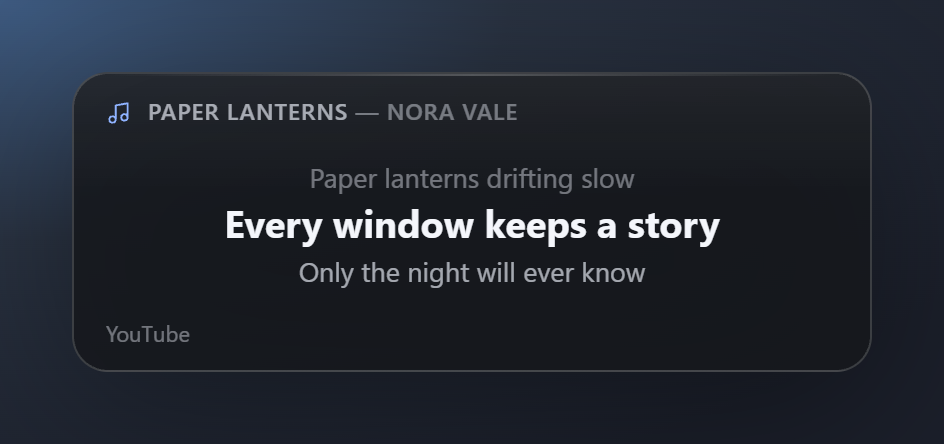 PAPER LANTERNS — NORA VALE
Paper lanterns drifting slow
Every window keeps a story
Only the night will ever know
YouTube